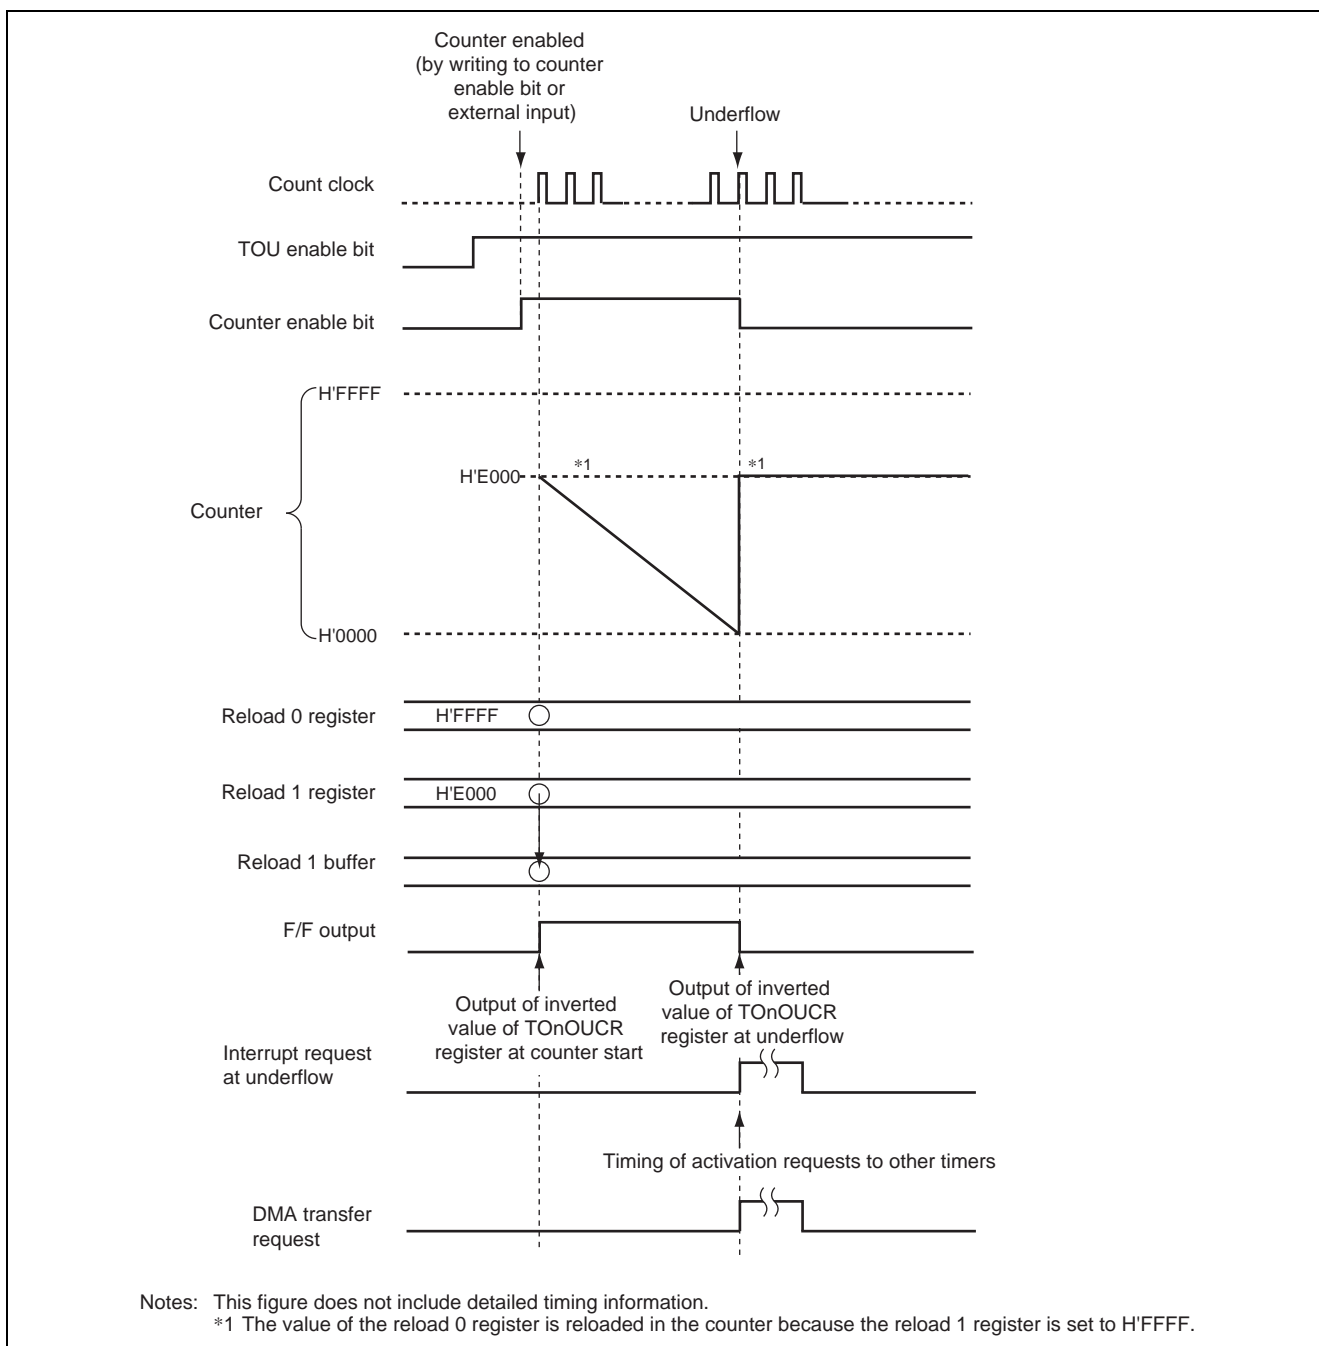 Counter enabled
(by writing to counter
enable bit or
external input)
Underflow
Count clock
TOU enable bit
Counter enable bit
H'FFFF
*1
*1
H'E000
Counter
H'0000
Reload 0 register
H'FFFF
Reload 1 register
H'E000
Reload 1 buffer
F/F output
Output of inverted
value of TOnOUCR
register at counter start
Output of inverted
value of TOnOUCR
register at underflow
Interrupt request
at underflow
Timing of activation requests to other timers
DMA transfer
request
Notes: This figure does not include detailed timing information.
*1 The value of the reload 0 register is reloaded in the counter because the reload 1 register is set to H'FFFF.